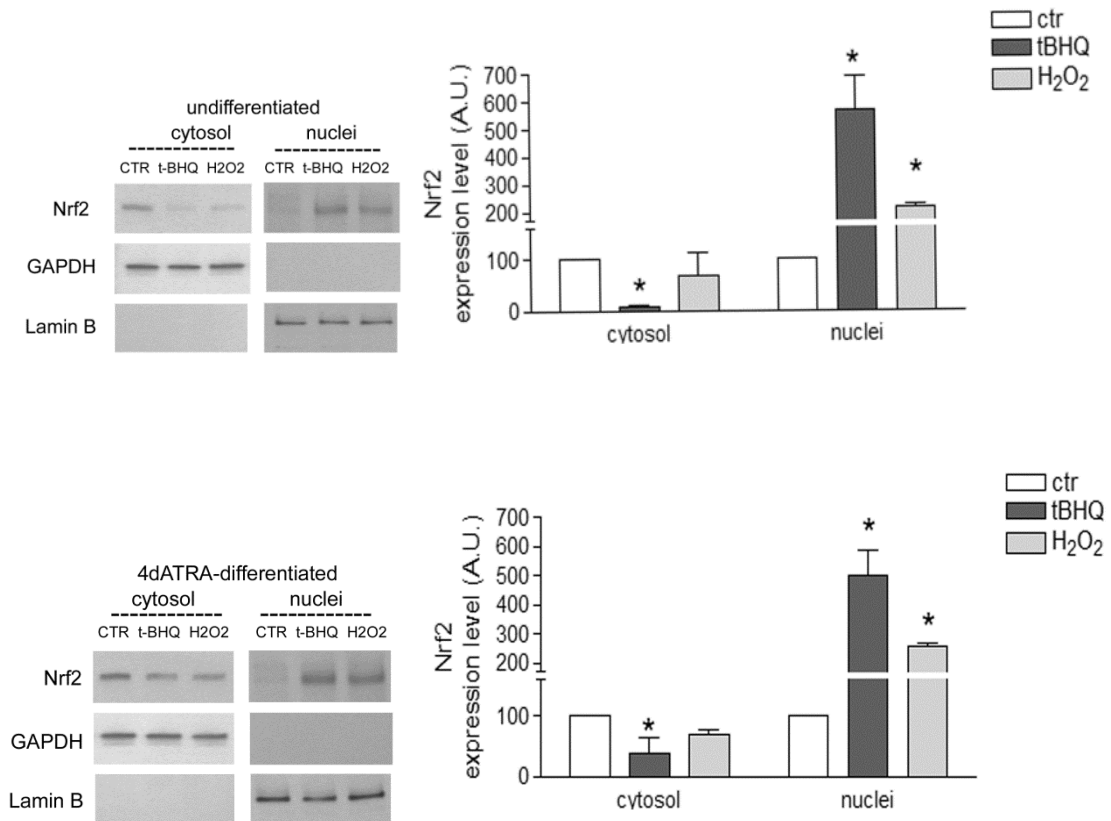 undifferentiated
cytosol nuclei
CTR t-BHQ H2O2 CTR t-BHQ H2O2
Nrf2
GAPDH
Lamin B
Nrf2
expression level (A.U.)
700
600
500
400
300
200
100
0
* * *
cytosol nuclei
ctr
tBHQ
H₂O₂
4dATRA-differentiated
cytosol nuclei
CTR t-BHQ H2O2 CTR t-BHQ H2O2
Nrf2
GAPDH
Lamin B
Nrf2
expression level (A.U.)
700
600
500
400
300
200
100
0
* * *
cytosol nuclei
ctr
tBHQ
H₂O₂